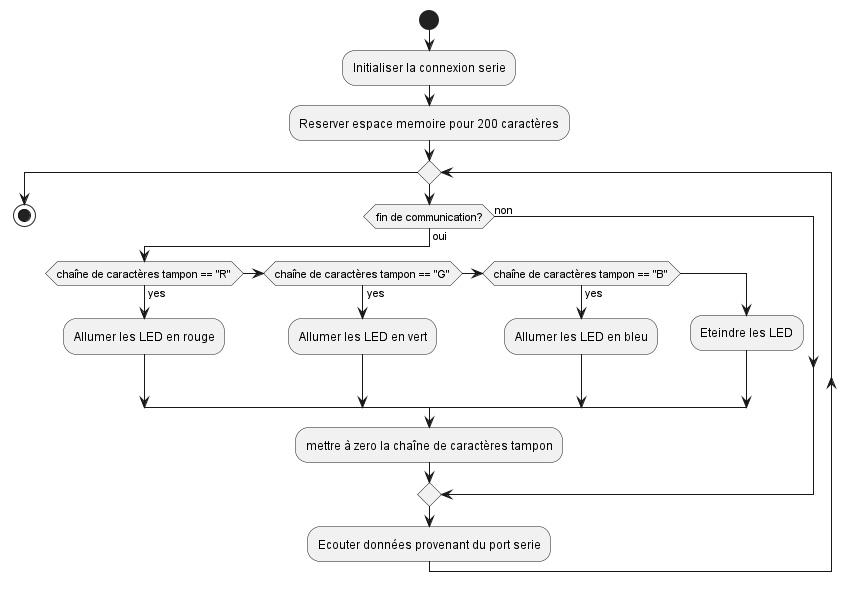 Initialiser la connexion serie
Reserver espace memoire pour 200 caractères
fin de communication?
non
oui
chaîne de caractères tampon == "R"
chaîne de caractères tampon == "G"
chaîne de caractères tampon == "B"
yes
yes
yes
Allumer les LED en rouge
Allumer les LED en vert
Allumer les LED en bleu
Eteindre les LED
mettre à zero la chaîne de caractères tampon
Ecouter données provenant du port serie